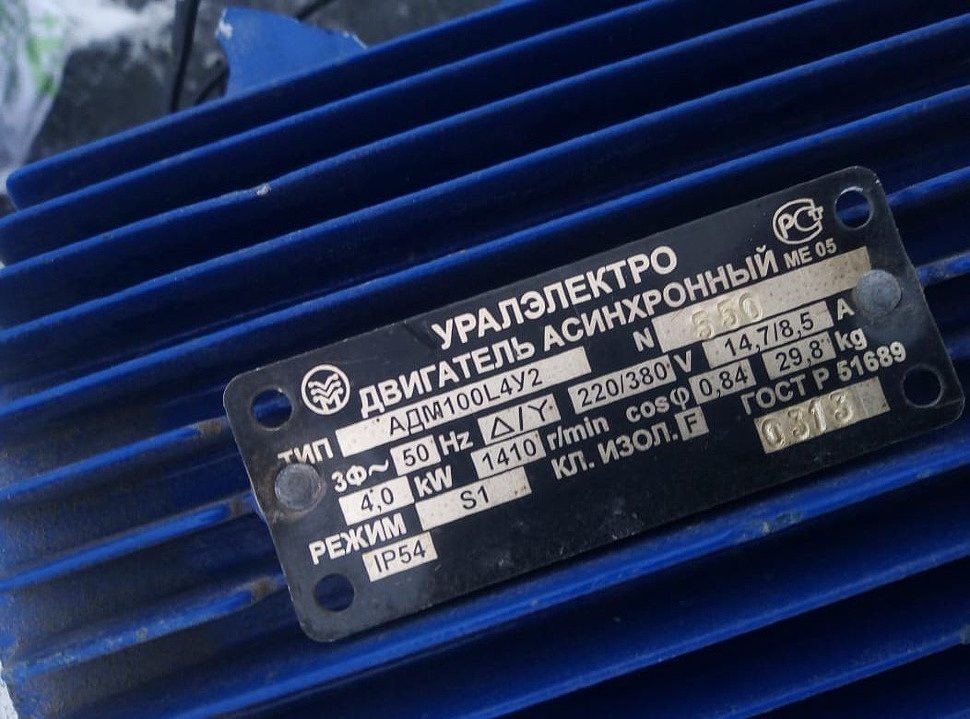 УРАЛЭЛЕКТРО РСТ
ДВИГАТЕЛЬ АСИНХРОННЫЙ МЕ 05
ТИП АДМ100L4У2 N 550
3Ф~ 50 Hz Δ/Y 220/380 V 14,7/8,5 A
4,0 kW 1410 r/min cosφ 0,84 29,8 kg
РЕЖИМ S1 КЛ. ИЗОЛ. F ГОСТ Р 51689
IP54 0313